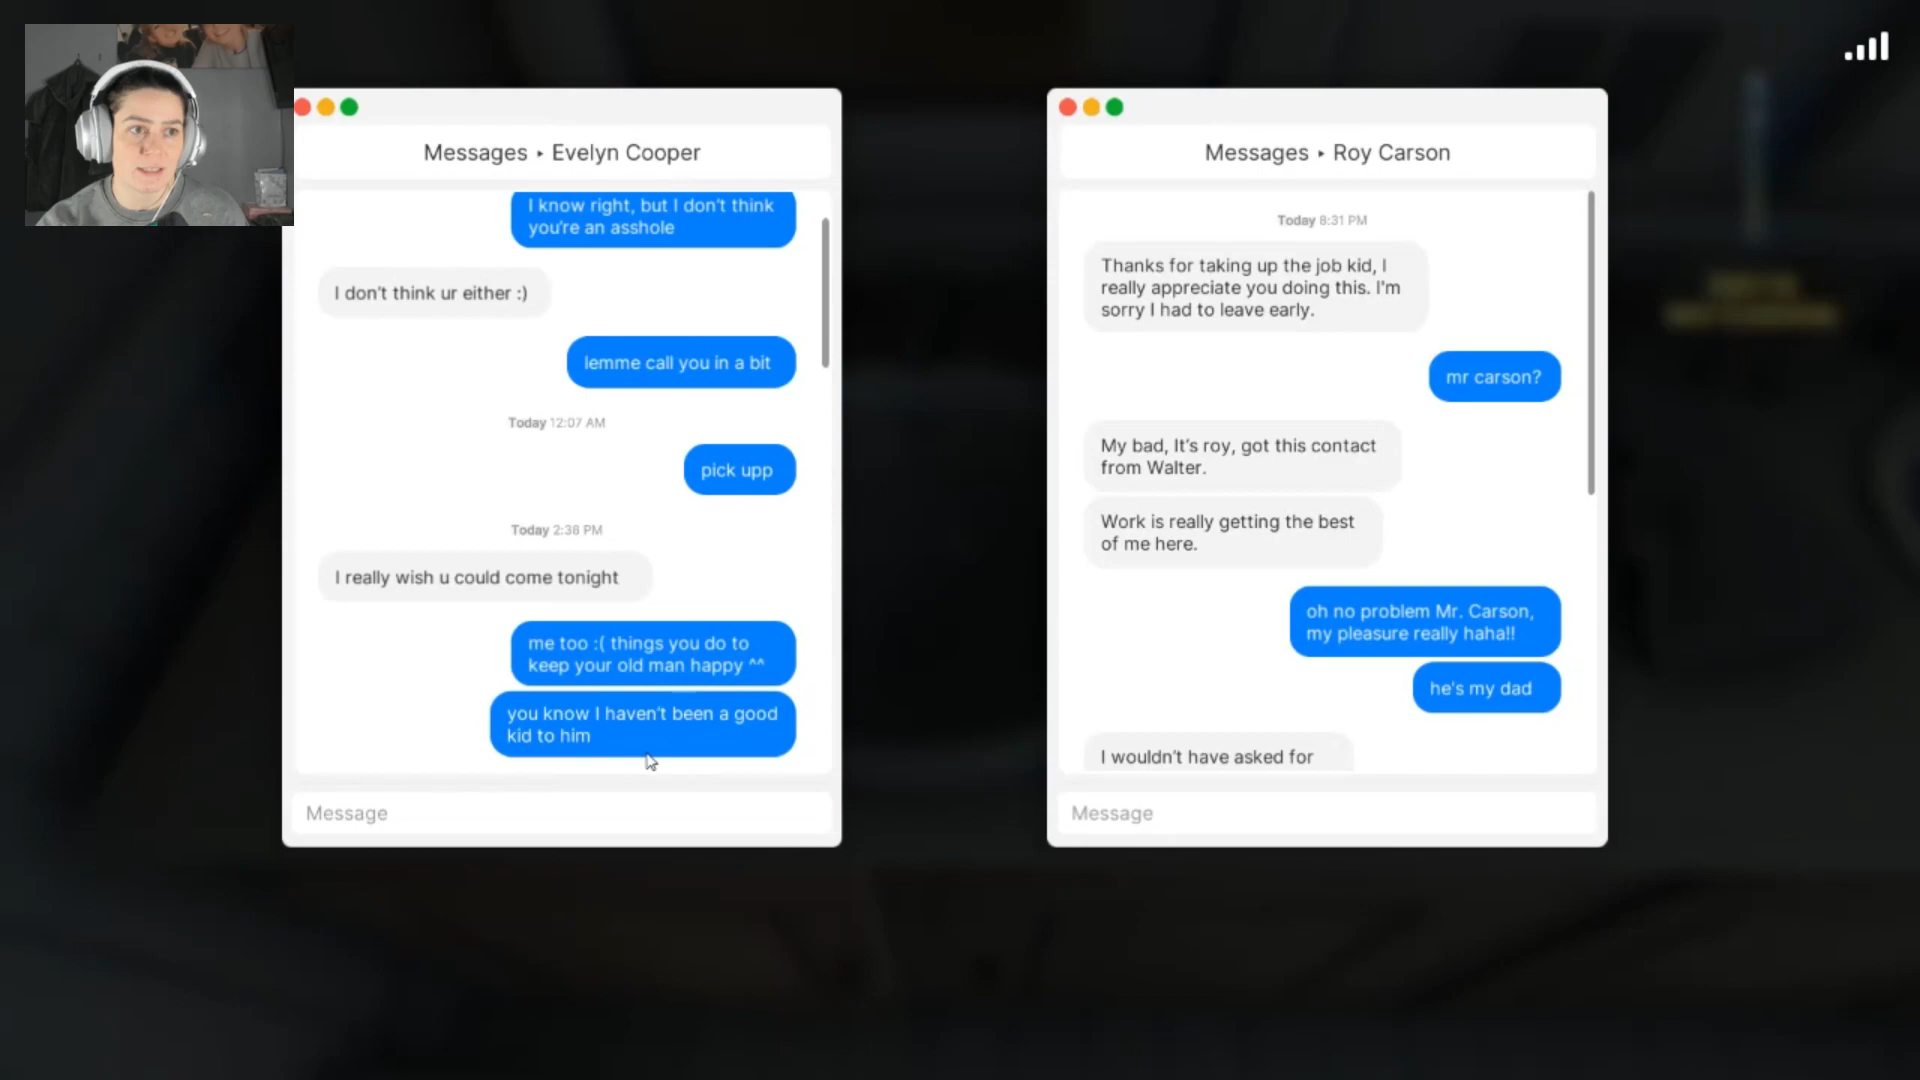 Messages ‣ Evelyn Cooper
I know right, but I don't think
you're an asshole
I don't think ur either :)
lemme call you in a bit
Today 12:07 AM
pick upp
Today 2:38 PM
I really wish u could come tonight
me too :( things you do to
keep your old man happy ^^
you know I haven't been a good
kid to him
Message
Messages ‣ Roy Carson
Today 8:31 PM
Thanks for taking up the job kid, I
really appreciate you doing this. I'm
sorry I had to leave early.
mr carson?
My bad, It's roy, got this contact
from Walter.
Work is really getting the best
of me here.
oh no problem Mr. Carson,
my pleasure really haha!!
he's my dad
I wouldn't have asked for
Message